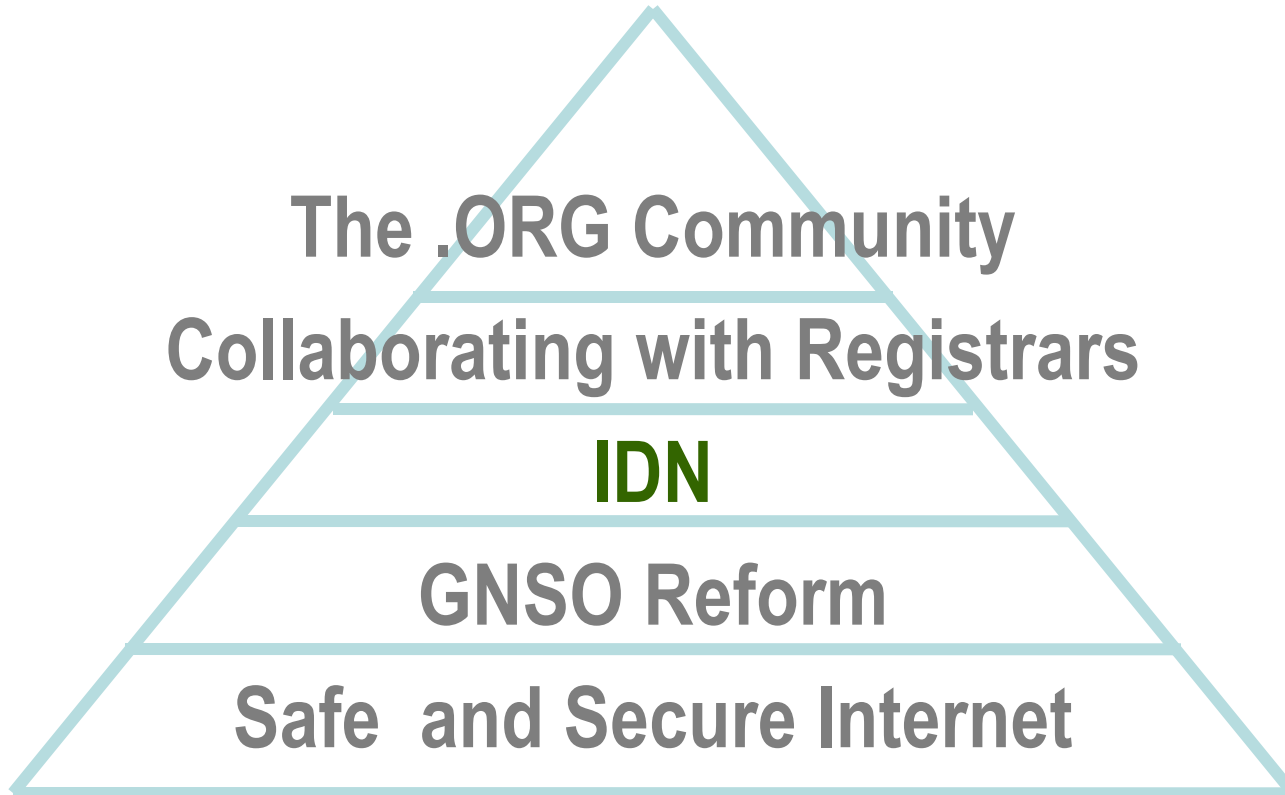 The .ORG Community
Collaborating with Registrars
IDN
GNSO Reform
Safe and Secure Internet